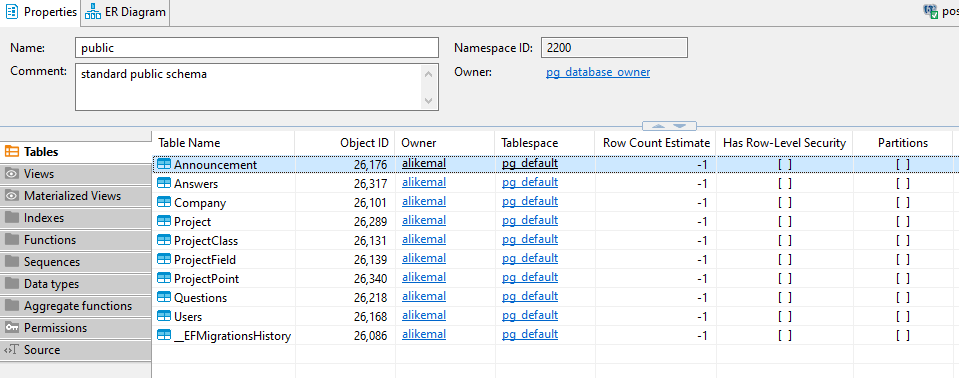 Properties ER Diagram pos
Name: public Namespace ID: 2200
Comment: standard public schema Owner: pg_database_owner
Tables Table Name Object ID Owner Tablespace Row Count Estimate Has Row-Level Security Partitions
Views Announcement 26,176 alikemal pg_default -1 [ ] [ ]
Materialized Views Answers 26,317 alikemal pg_default -1 [ ] [ ]
Indexes Company 26,101 alikemal pg_default -1 [ ] [ ]
Functions Project 26,289 alikemal pg_default -1 [ ] [ ]
Sequences ProjectClass 26,131 alikemal pg_default -1 [ ] [ ]
Data types ProjectField 26,139 alikemal pg_default -1 [ ] [ ]
Aggregate functions ProjectPoint 26,340 alikemal pg_default -1 [ ] [ ]
Permissions Questions 26,218 alikemal pg_default -1 [ ] [ ]
Source Users 26,168 alikemal pg_default -1 [ ] [ ]
__EFMigrationsHistory 26,086 alikemal pg_default -1 [ ] [ ]